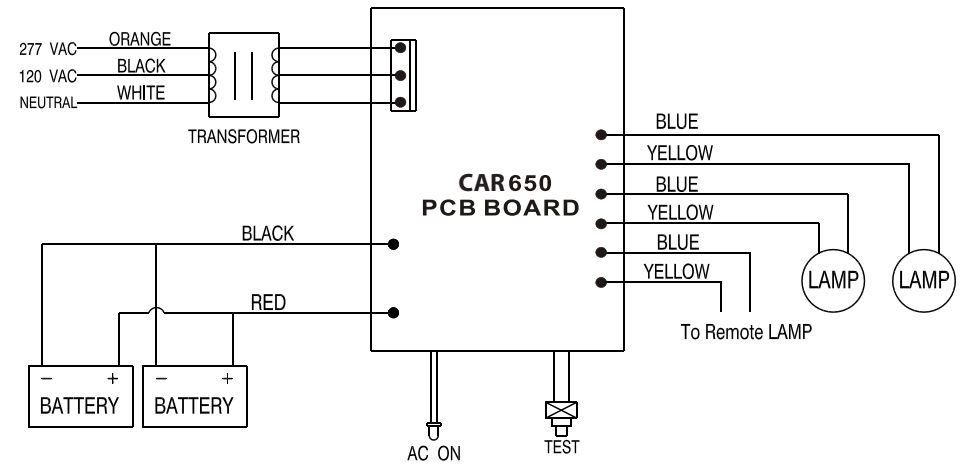 277 VAC
ORANGE
120 VAC
BLACK
NEUTRAL
WHITE
TRANSFORMER
CAR650
PCB BOARD
BLUE
YELLOW
BLUE
YELLOW
BLUE
YELLOW
LAMP
LAMP
To Remote LAMP
BLACK
RED
- +
BATTERY
- +
BATTERY
AC ON
TEST